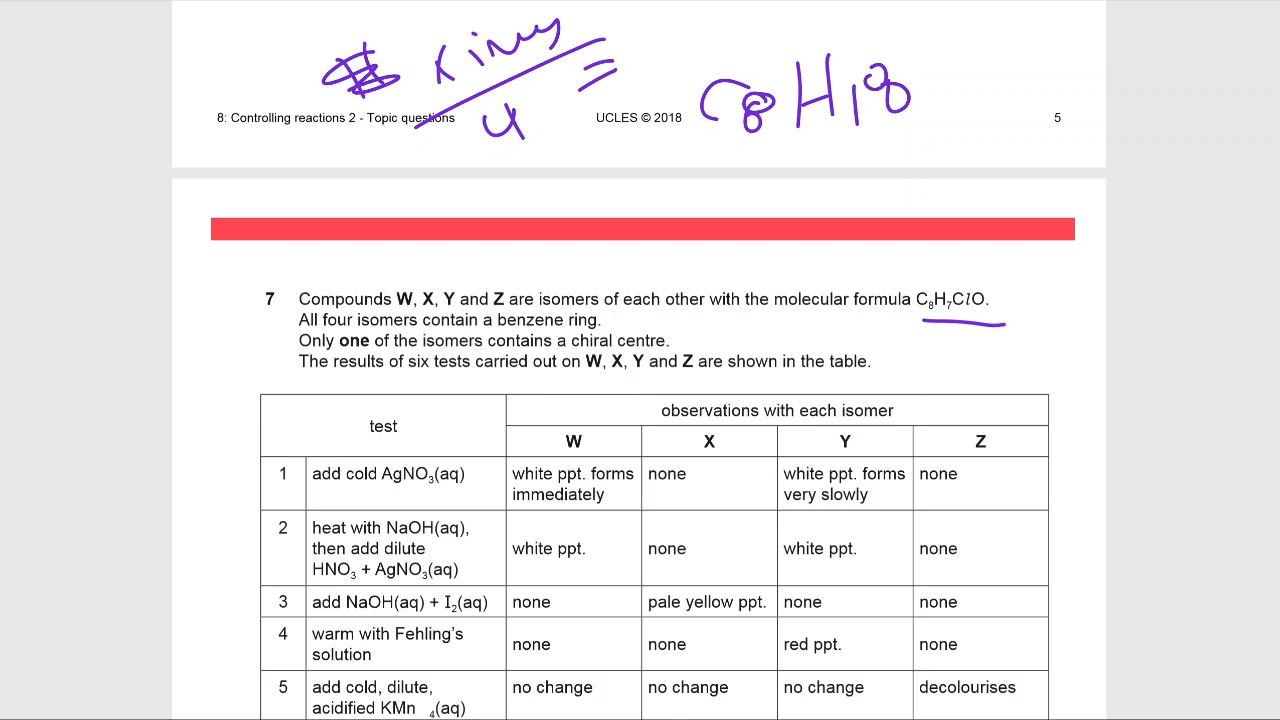 $ Kinuy
4 = C8H18
8: Controlling reactions 2 - Topic questions UCLES © 2018 5
7 Compounds W, X, Y and Z are isomers of each other with the molecular formula C₈H₇ClO.
All four isomers contain a benzene ring.
Only one of the isomers contains a chiral centre.
The results of six tests carried out on W, X, Y and Z are shown in the table.
test observations with each isomer
W X Y Z
1 add cold AgNO₃(aq) white ppt. forms immediately none white ppt. forms very slowly none
2 heat with NaOH(aq), then add dilute HNO₃ + AgNO₃(aq) white ppt. none white ppt. none
3 add NaOH(aq) + I₂(aq) none pale yellow ppt. none none
4 warm with Fehling's solution none none red ppt. none
5 add cold, dilute, acidified KMn ₄(aq) no change no change no change decolourises